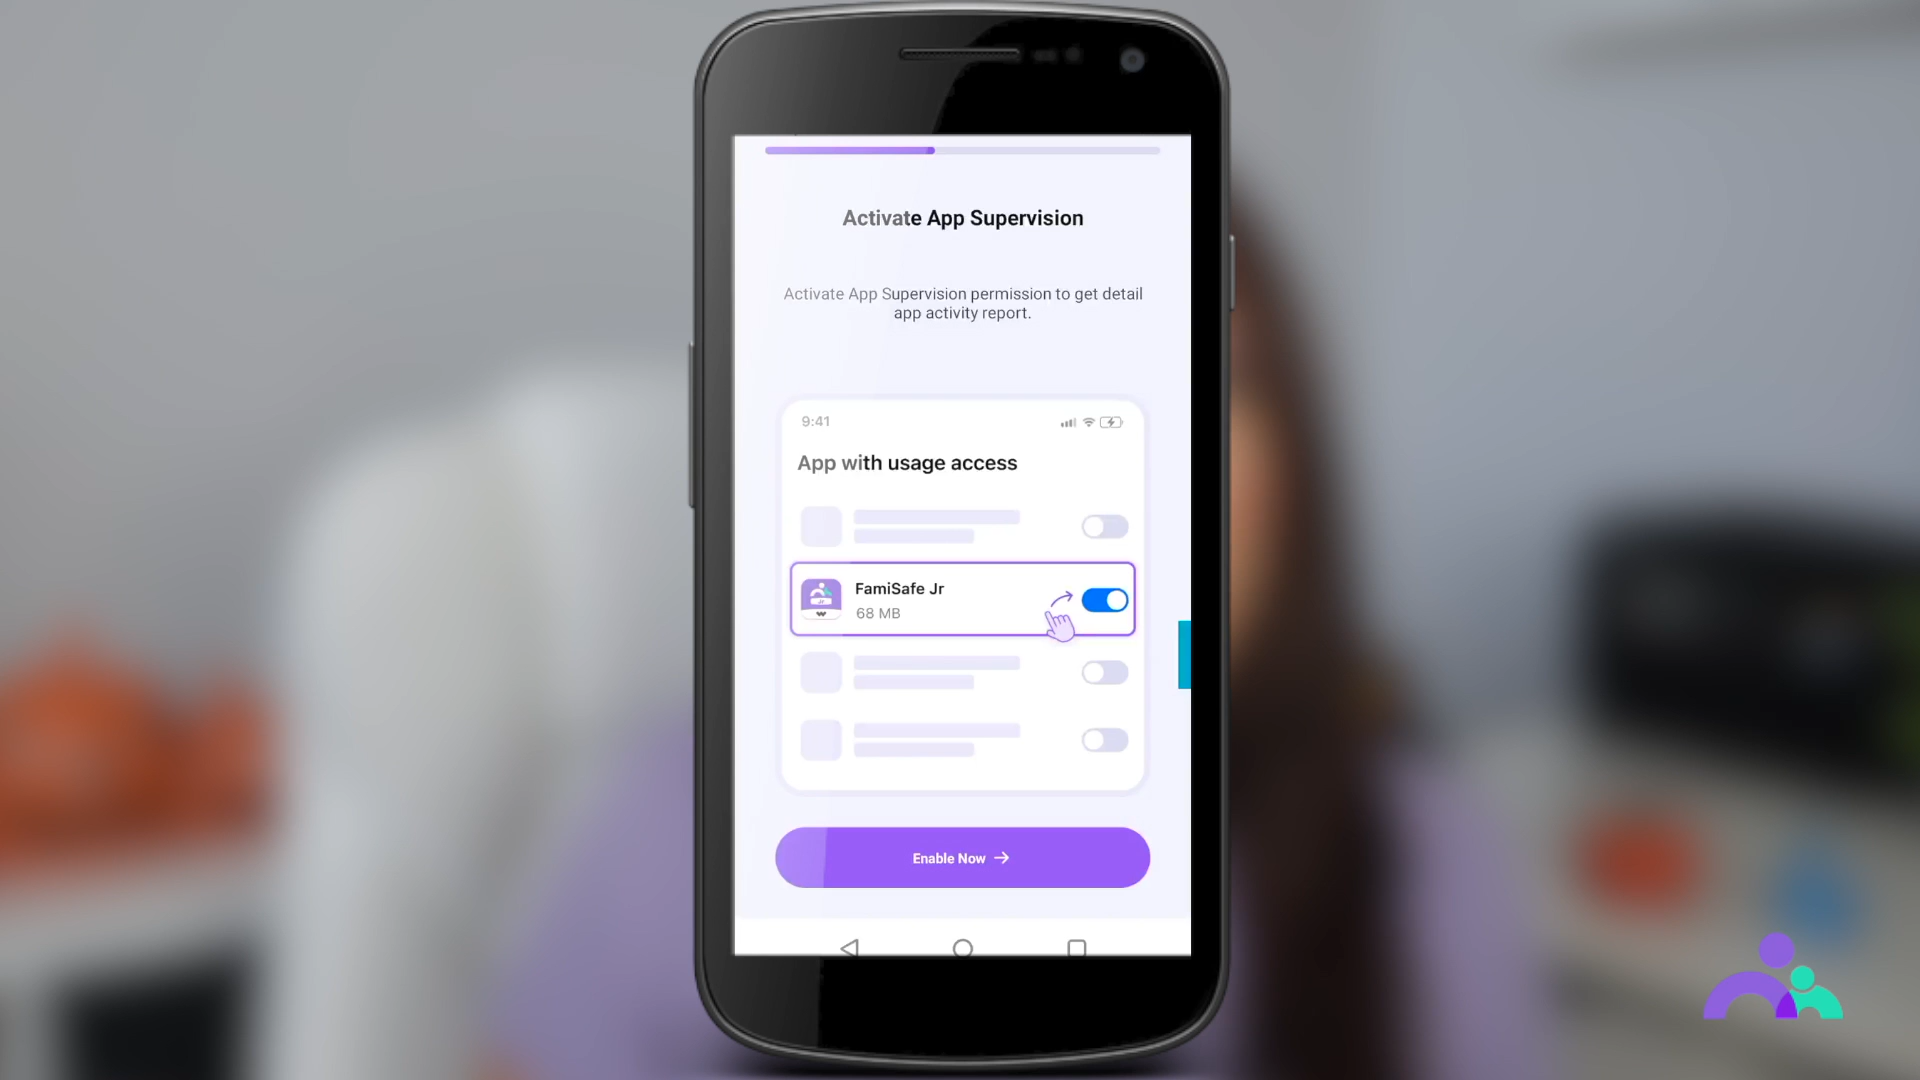 Activate App Supervision
Activate App Supervision permission to get detail
app activity report.
9:41
App with usage access
FamiSafe Jr
68 MB
Enable Now →